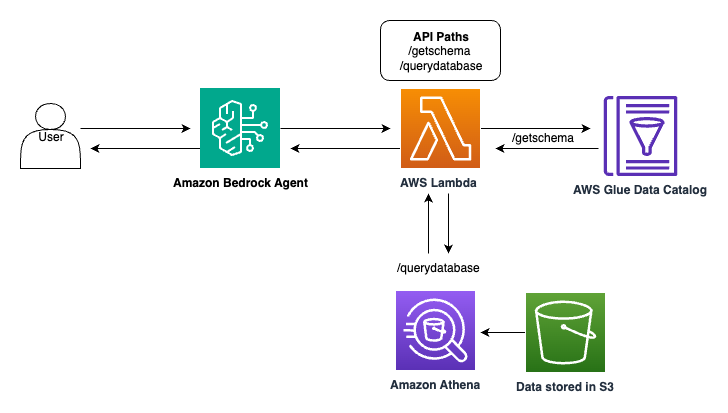 API Paths
/getschema
/querydatabase
User
/getschema
Amazon Bedrock Agent
AWS Lambda
AWS Glue Data Catalog
/querydatabase
Amazon Athena
Data stored in S3